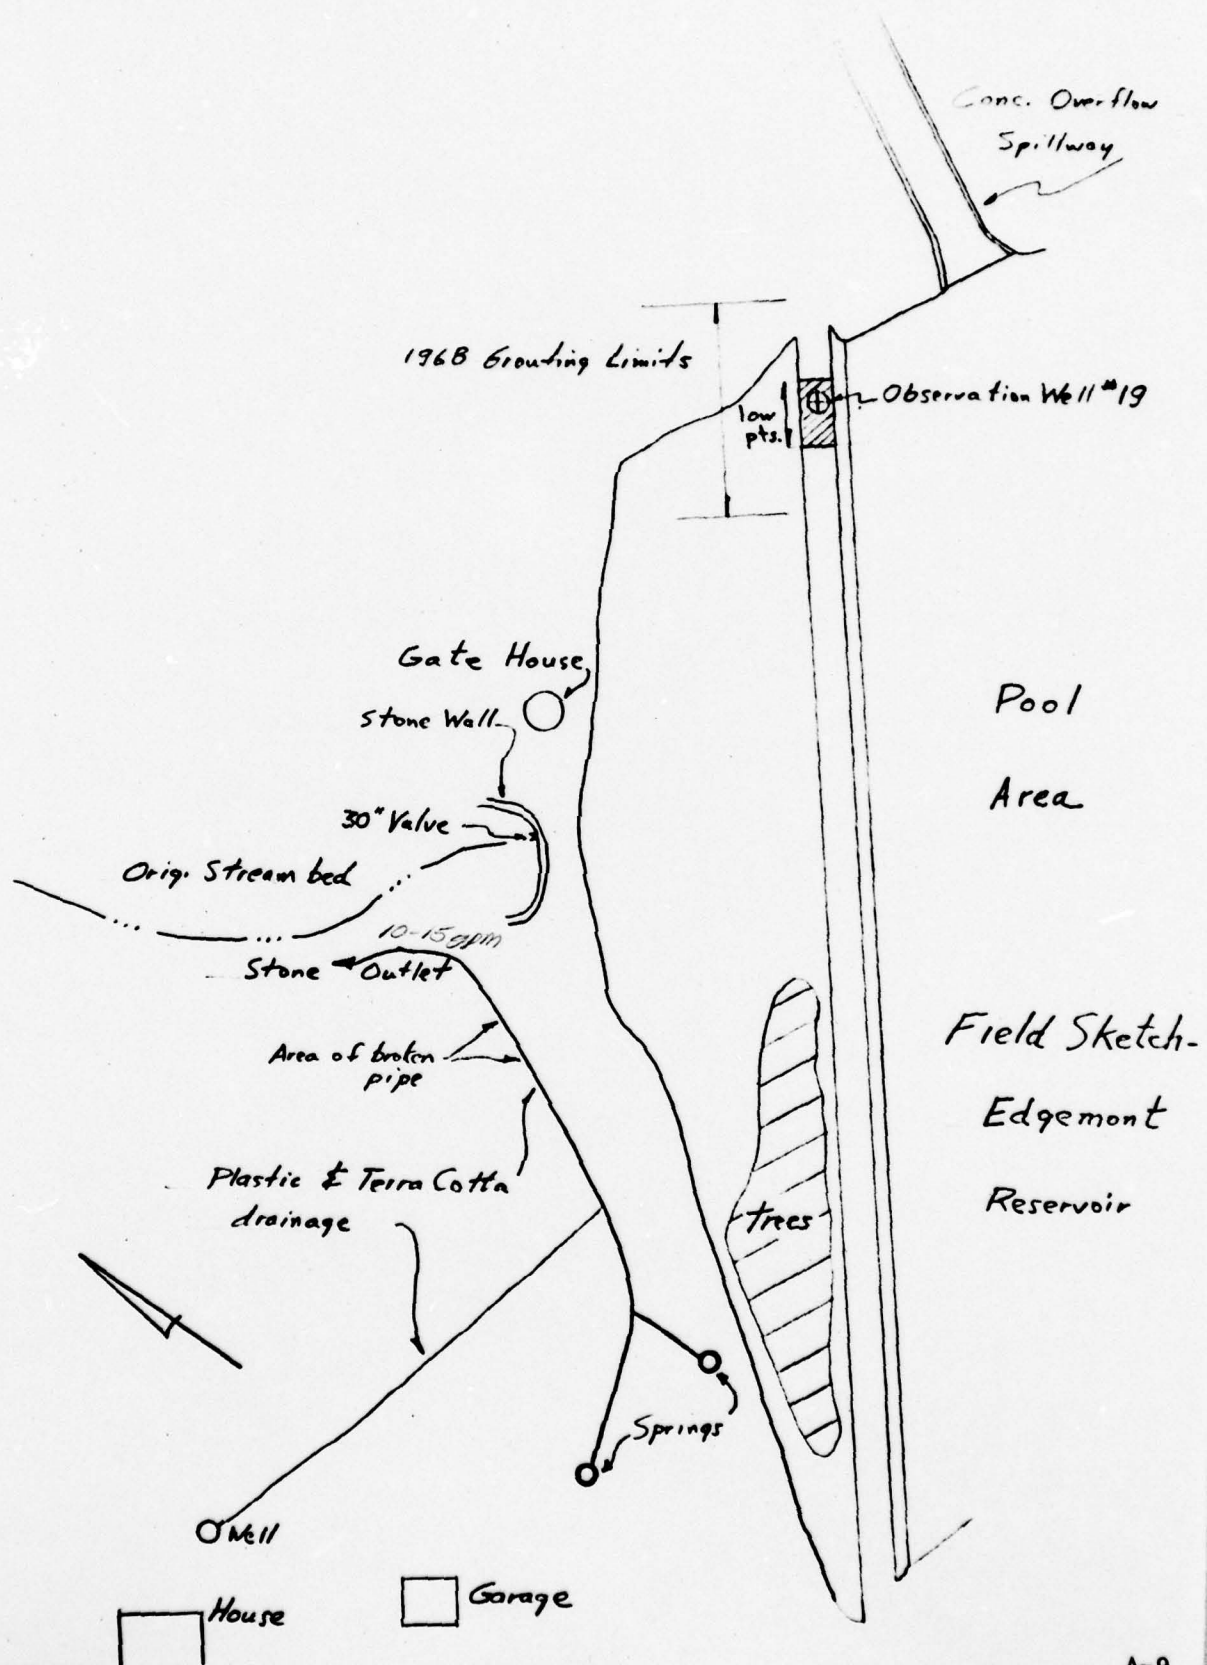 Conc. Overflow
Spillway
1968 Grouting Limits
low
pts.
Observation Well #19
Gate House
Stone Wall
Pool
Area
30" Valve
Orig. Stream bed
10-15 gpm
Stone Outlet
Area of broken
pipe
Field Sketch-
Edgemont
Reservoir
Plastic & Terra Cotta
drainage
trees
Springs
Well
House
Garage